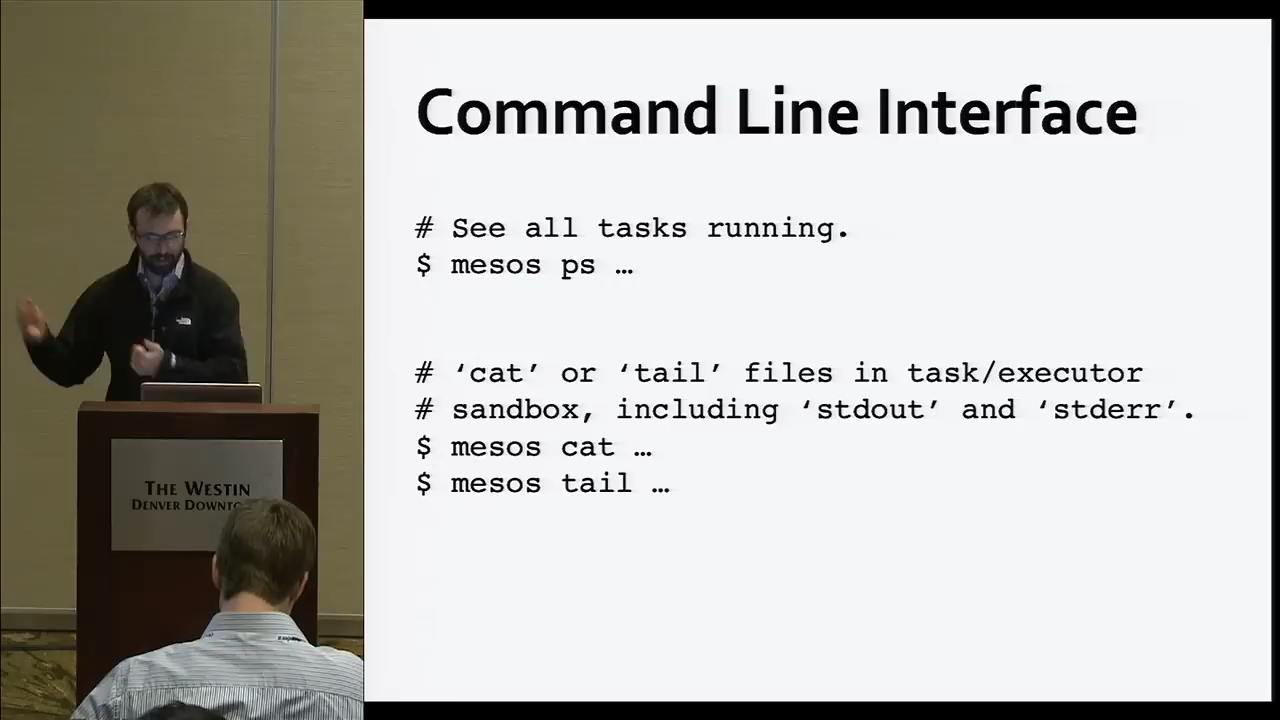 Command Line Interface
# See all tasks running.
$ mesos ps …
# ‘cat’ or ‘tail’ files in task/executor
# sandbox, including ‘stdout’ and ‘stderr’.
$ mesos cat …
$ mesos tail …
THE WESTIN